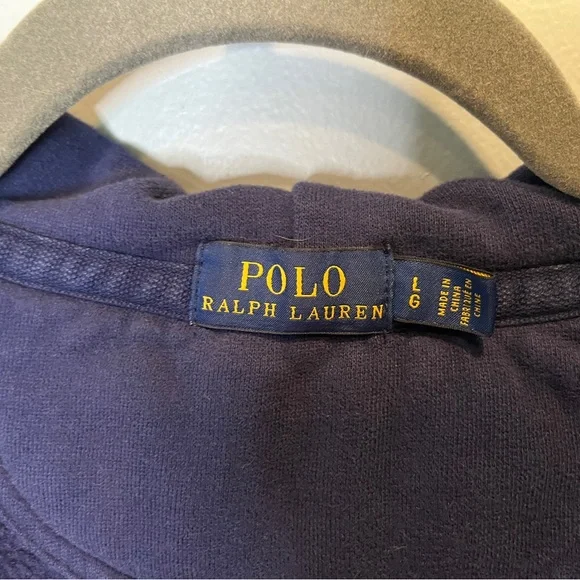 POLO
RALPH LAUREN
L
G
MADE IN
CHINA
FABRIQUÉ EN
CHINE